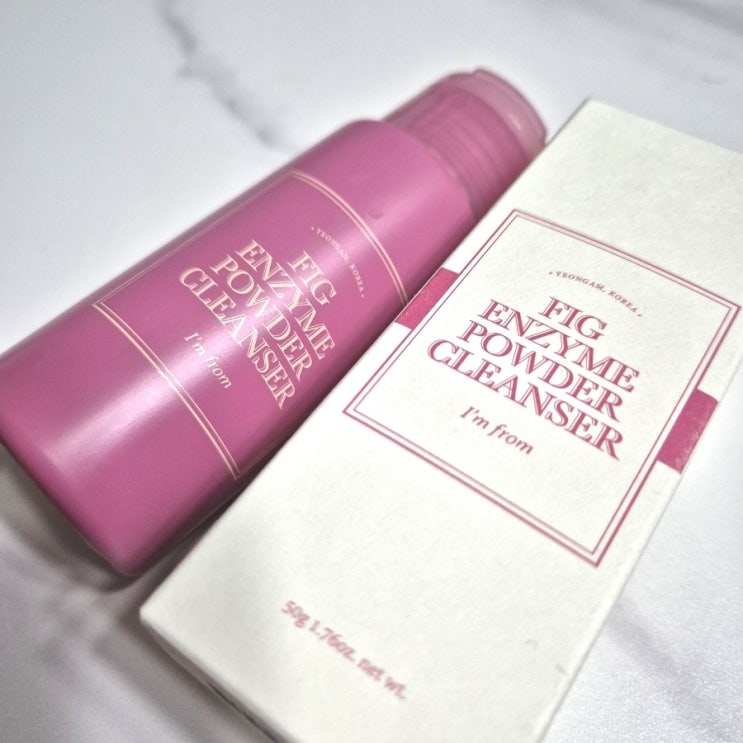 • YEONGAM, KOREA •
FIG
ENZYME
POWDER
CLEANSER
I'm from
• YEONGAM, KOREA •
FIG
ENZYME
POWDER
CLEANSER
I'm from
50g 1.76oz. net wt.